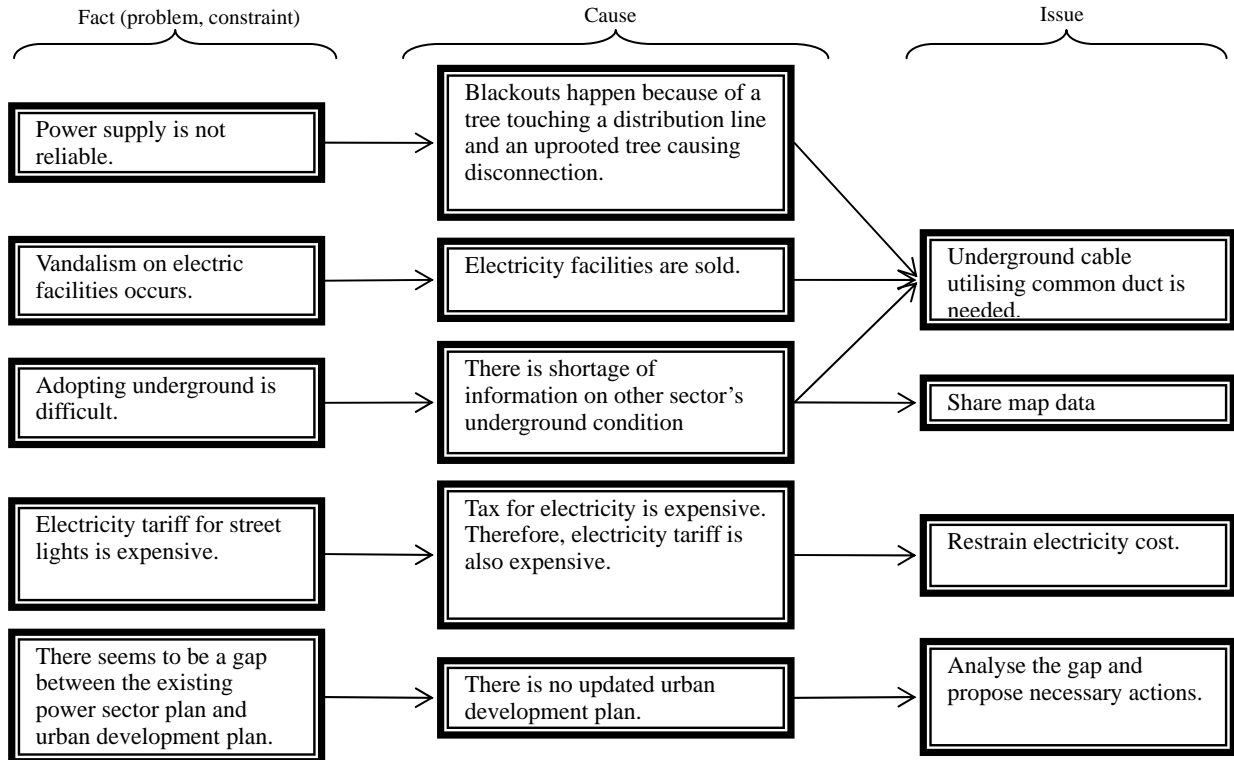 Fact (problem, constraint)
Cause
Issue
Power supply is not
reliable.
Blackouts happen because of a
tree touching a distribution line
and an uprooted tree causing
disconnection.
Vandalism on electric
facilities occurs.
Electricity facilities are sold.
Underground cable
utilising common duct is
needed.
Adopting underground is
difficult.
There is shortage of
information on other sector’s
underground condition
Share map data
Electricity tariff for street
lights is expensive.
Tax for electricity is expensive.
Therefore, electricity tariff is
also expensive.
Restrain electricity cost.
There seems to be a gap
between the existing
power sector plan and
urban development plan.
There is no updated urban
development plan.
Analyse the gap and
propose necessary actions.